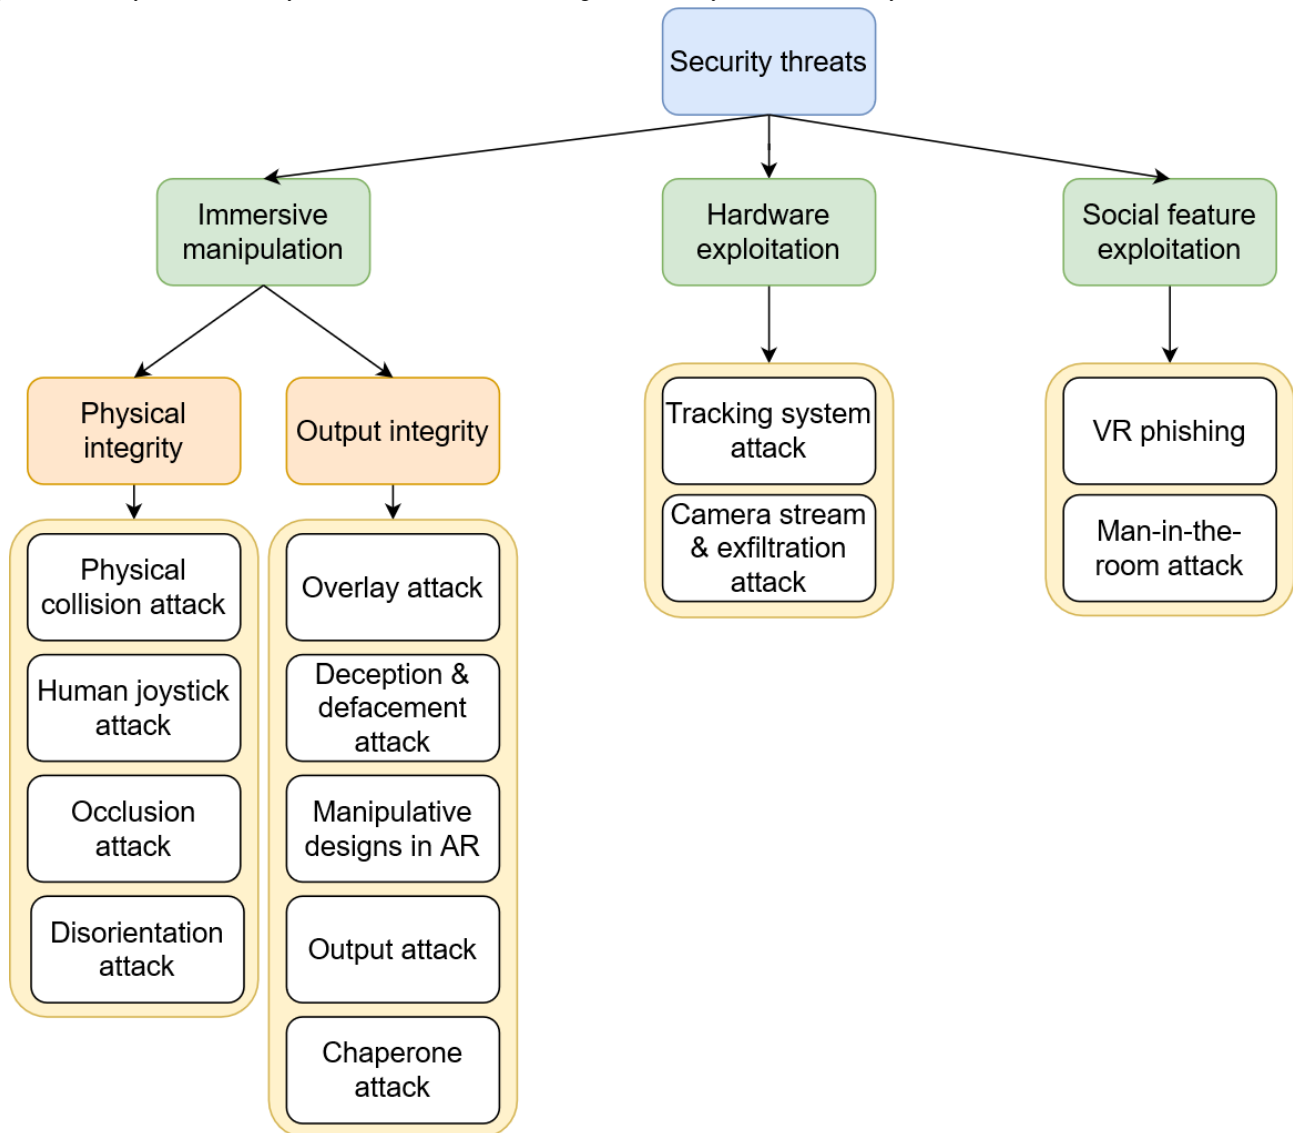 Security threats
Immersive
manipulation
Hardware
exploitation
Social feature
exploitation
Physical
integrity
Output integrity
Physical
collision attack
Human joystick
attack
Occlusion
attack
Disorientation
attack
Overlay attack
Deception &
defacement
attack
Manipulative
designs in AR
Output attack
Chaperone
attack
Tracking system
attack
Camera stream
& exfiltration
attack
VR phishing
Man-in-the-
room attack